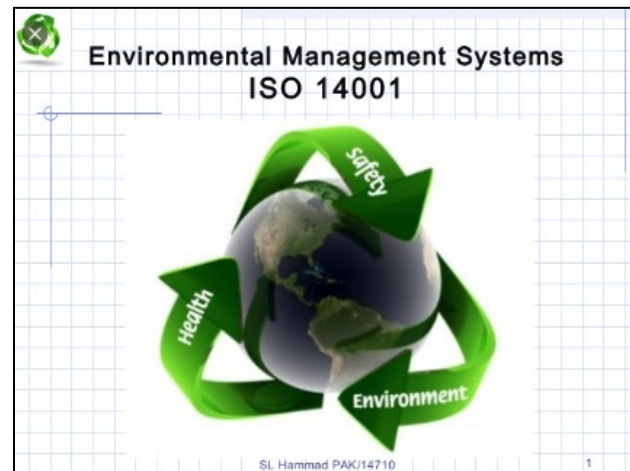 Environmental Management Systems
ISO 14001
safety
Health
Environment
SL Hammad PAK/14710
1